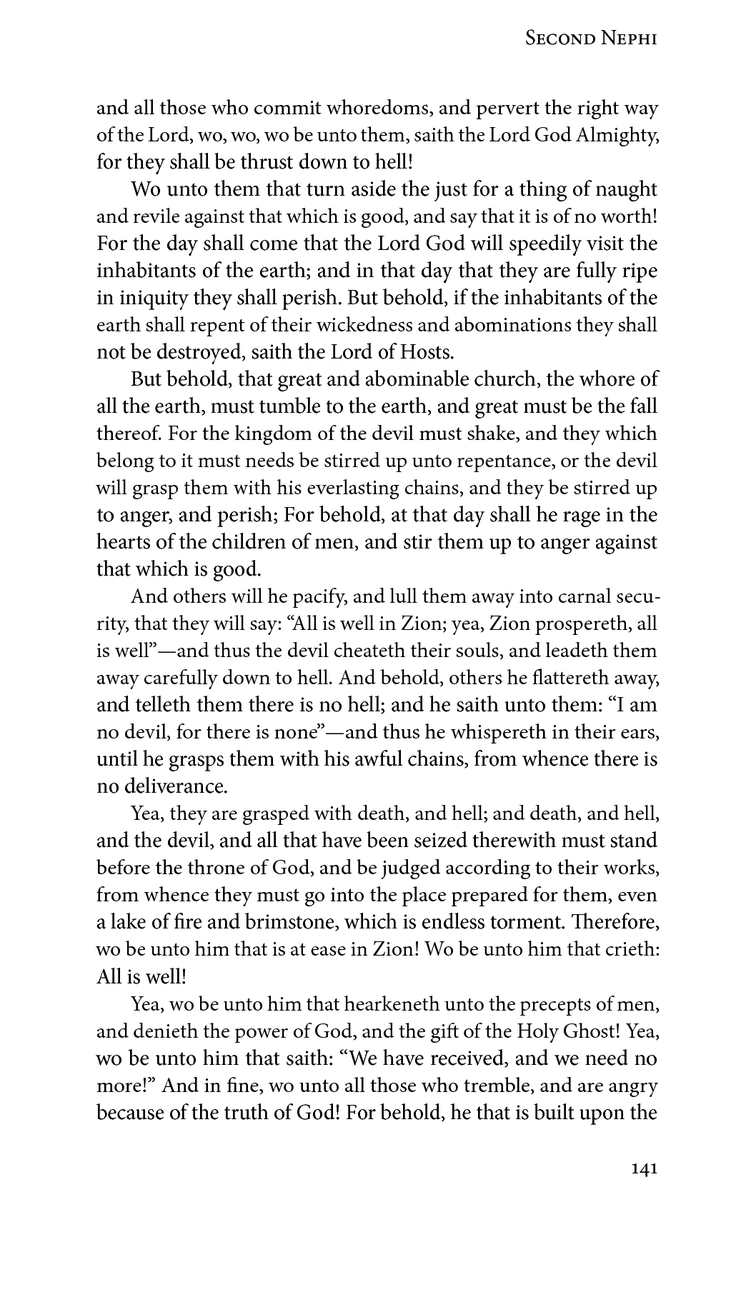 Second Nephi
and all those who commit whoredoms, and pervert the right way
of the Lord, wo, wo, wo be unto them, saith the Lord God Almighty,
for they shall be thrust down to hell!
Wo unto them that turn aside the just for a thing of naught
and revile against that which is good, and say that it is of no worth!
For the day shall come that the Lord God will speedily visit the
inhabitants of the earth; and in that day that they are fully ripe
in iniquity they shall perish. But behold, if the inhabitants of the
earth shall repent of their wickedness and abominations they shall
not be destroyed, saith the Lord of Hosts.
But behold, that great and abominable church, the whore of
all the earth, must tumble to the earth, and great must be the fall
thereof. For the kingdom of the devil must shake, and they which
belong to it must needs be stirred up unto repentance, or the devil
will grasp them with his everlasting chains, and they be stirred up
to anger, and perish; For behold, at that day shall he rage in the
hearts of the children of men, and stir them up to anger against
that which is good.
And others will he pacify, and lull them away into carnal secu-
rity, that they will say: “All is well in Zion; yea, Zion prospereth, all
is well”—and thus the devil cheateth their souls, and leadeth them
away carefully down to hell. And behold, others he flattereth away,
and telleth them there is no hell; and he saith unto them: “I am
no devil, for there is none”—and thus he whispereth in their ears,
until he grasps them with his awful chains, from whence there is
no deliverance.
Yea, they are grasped with death, and hell; and death, and hell,
and the devil, and all that have been seized therewith must stand
before the throne of God, and be judged according to their works,
from whence they must go into the place prepared for them, even
a lake of fire and brimstone, which is endless torment. Therefore,
wo be unto him that is at ease in Zion! Wo be unto him that crieth:
All is well!
Yea, wo be unto him that hearkeneth unto the precepts of men,
and denieth the power of God, and the gift of the Holy Ghost! Yea,
wo be unto him that saith: “We have received, and we need no
more!” And in fine, wo unto all those who tremble, and are angry
because of the truth of God! For behold, he that is built upon the
141